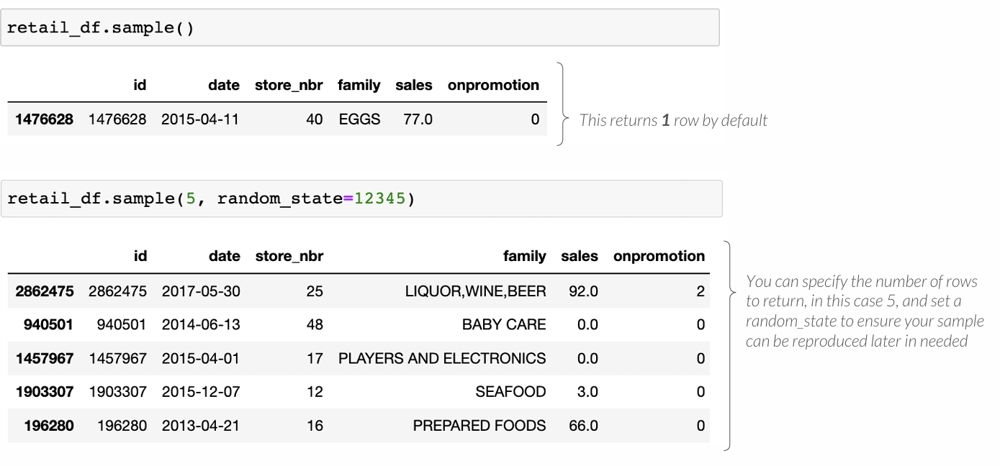 retail_df.sample()
id date store_nbr family sales onpromotion
1476628 1476628 2015-04-11 40 EGGS 77.0 0
This returns 1 row by default
retail_df.sample(5, random_state=12345)
id date store_nbr family sales onpromotion
2862475 2862475 2017-05-30 25 LIQUOR,WINE,BEER 92.0 2
940501 940501 2014-06-13 48 BABY CARE 0.0 0
1457967 1457967 2015-04-01 17 PLAYERS AND ELECTRONICS 0.0 0
1903307 1903307 2015-12-07 12 SEAFOOD 3.0 0
196280 196280 2013-04-21 16 PREPARED FOODS 66.0 0
You can specify the number of rows
to return, in this case 5, and set a
random_state to ensure your sample
can be reproduced later in needed